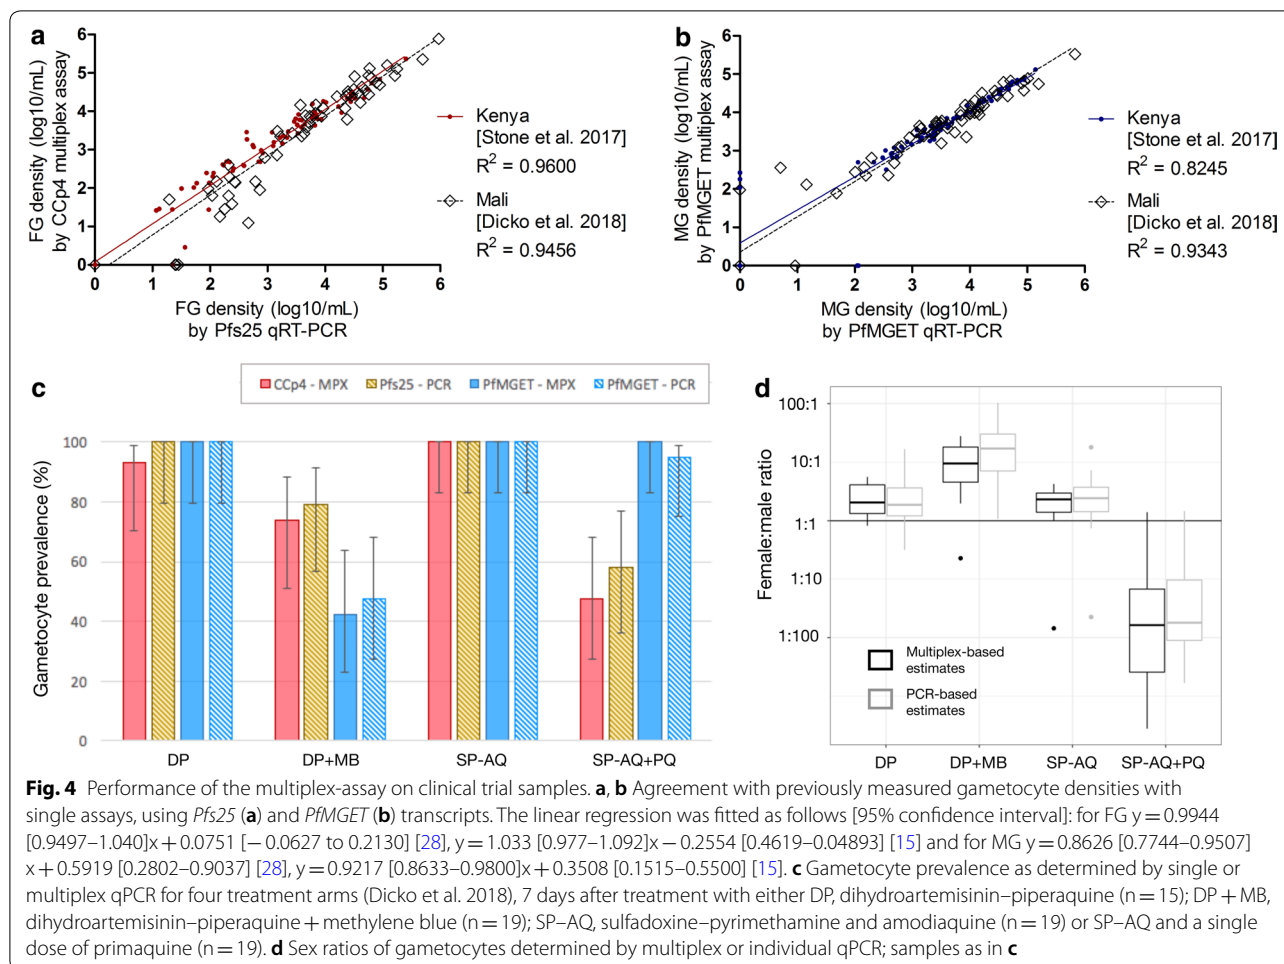 a
FG density (log10/mL)
by CCp4 multiplex assay
6
5
4
3
2
1
0
0 1 2 3 4 5 6
FG density (log10/mL)
by Pfs25 qRT-PCR
Kenya
[Stone et al. 2017]
R² = 0.9600
Mali
[Dicko et al. 2018]
R² = 0.9456
b
MG density (log10/mL)
by PfMGET multiplex assay
6
5
4
3
2
1
0
0 1 2 3 4 5 6
MG density (log10/mL)
by PfMGET qRT-PCR
Kenya
[Stone et al. 2017]
R² = 0.8245
Mali
[Dicko et al. 2018]
R² = 0.9343
c
CCp4 - MPX Pfs25 - PCR PfMGET - MPX PfMGET - PCR
Gametocyte prevalence (%)
100
80
60
40
20
0
DP DP+MB SP-AQ SP-AQ+PQ
d
Female:male ratio
100:1
10:1
1:1
1:10
1:100
Multiplex-based
estimates
PCR-based
estimates
DP DP+MB SP-AQ SP-AQ+PQ
Fig. 4 Performance of the multiplex-assay on clinical trial samples. a, b Agreement with previously measured gametocyte densities with
single assays, using Pfs25 (a) and PfMGET (b) transcripts. The linear regression was fitted as follows [95% confidence interval]: for FG y = 0.9944
[0.9497–1.040]x + 0.0751 [− 0.0627 to 0.2130] [28], y = 1.033 [0.977–1.092]x − 0.2554 [0.4619–0.04893] [15] and for MG y = 0.8626 [0.7744–0.9507]
x + 0.5919 [0.2802–0.9037] [28], y = 0.9217 [0.8633–0.9800]x + 0.3508 [0.1515–0.5500] [15]. c Gametocyte prevalence as determined by single or
multiplex qPCR for four treatment arms (Dicko et al. 2018), 7 days after treatment with either DP, dihydroartemisinin–piperaquine (n = 15); DP + MB,
dihydroartemisinin–piperaquine + methylene blue (n = 19); SP–AQ, sulfadoxine–pyrimethamine and amodiaquine (n = 19) or SP–AQ and a single
dose of primaquine (n = 19). d Sex ratios of gametocytes determined by multiplex or individual qPCR; samples as in c